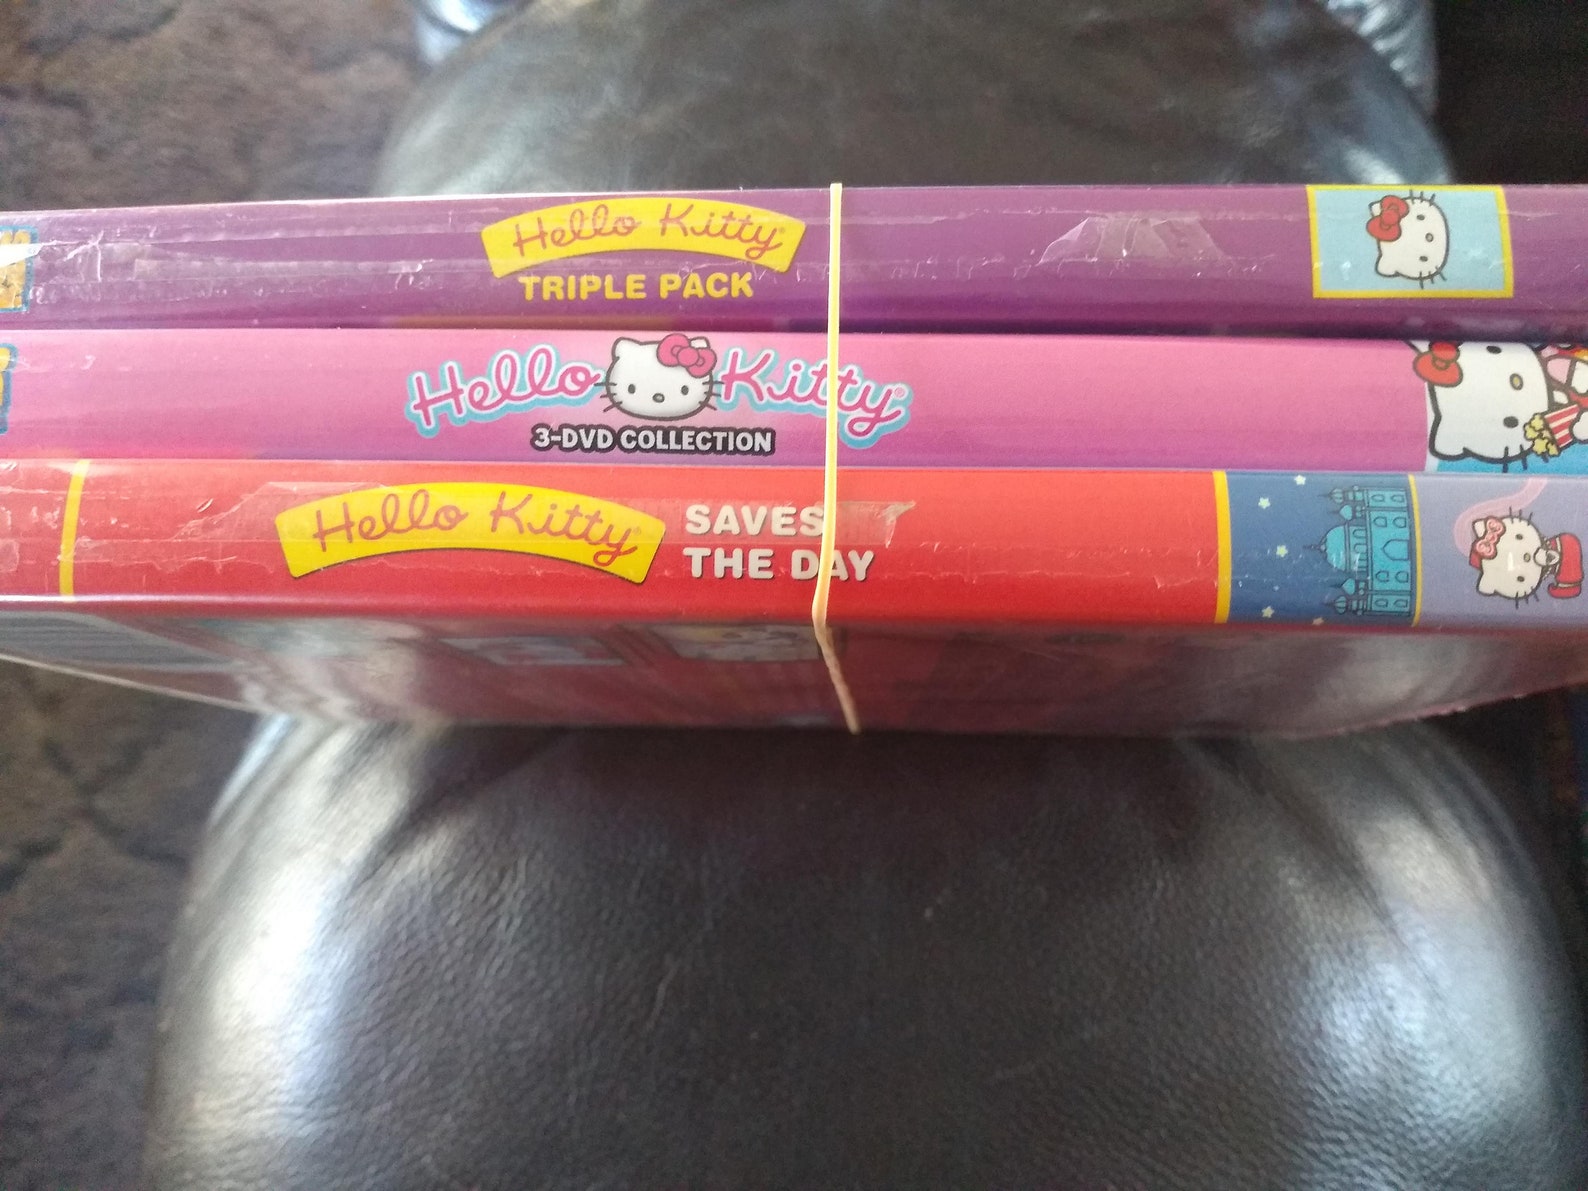 Hello Kitty®
TRIPLE PACK
Hello Kitty®
3-DVD COLLECTION
Hello Kitty®
SAVES
THE DAY